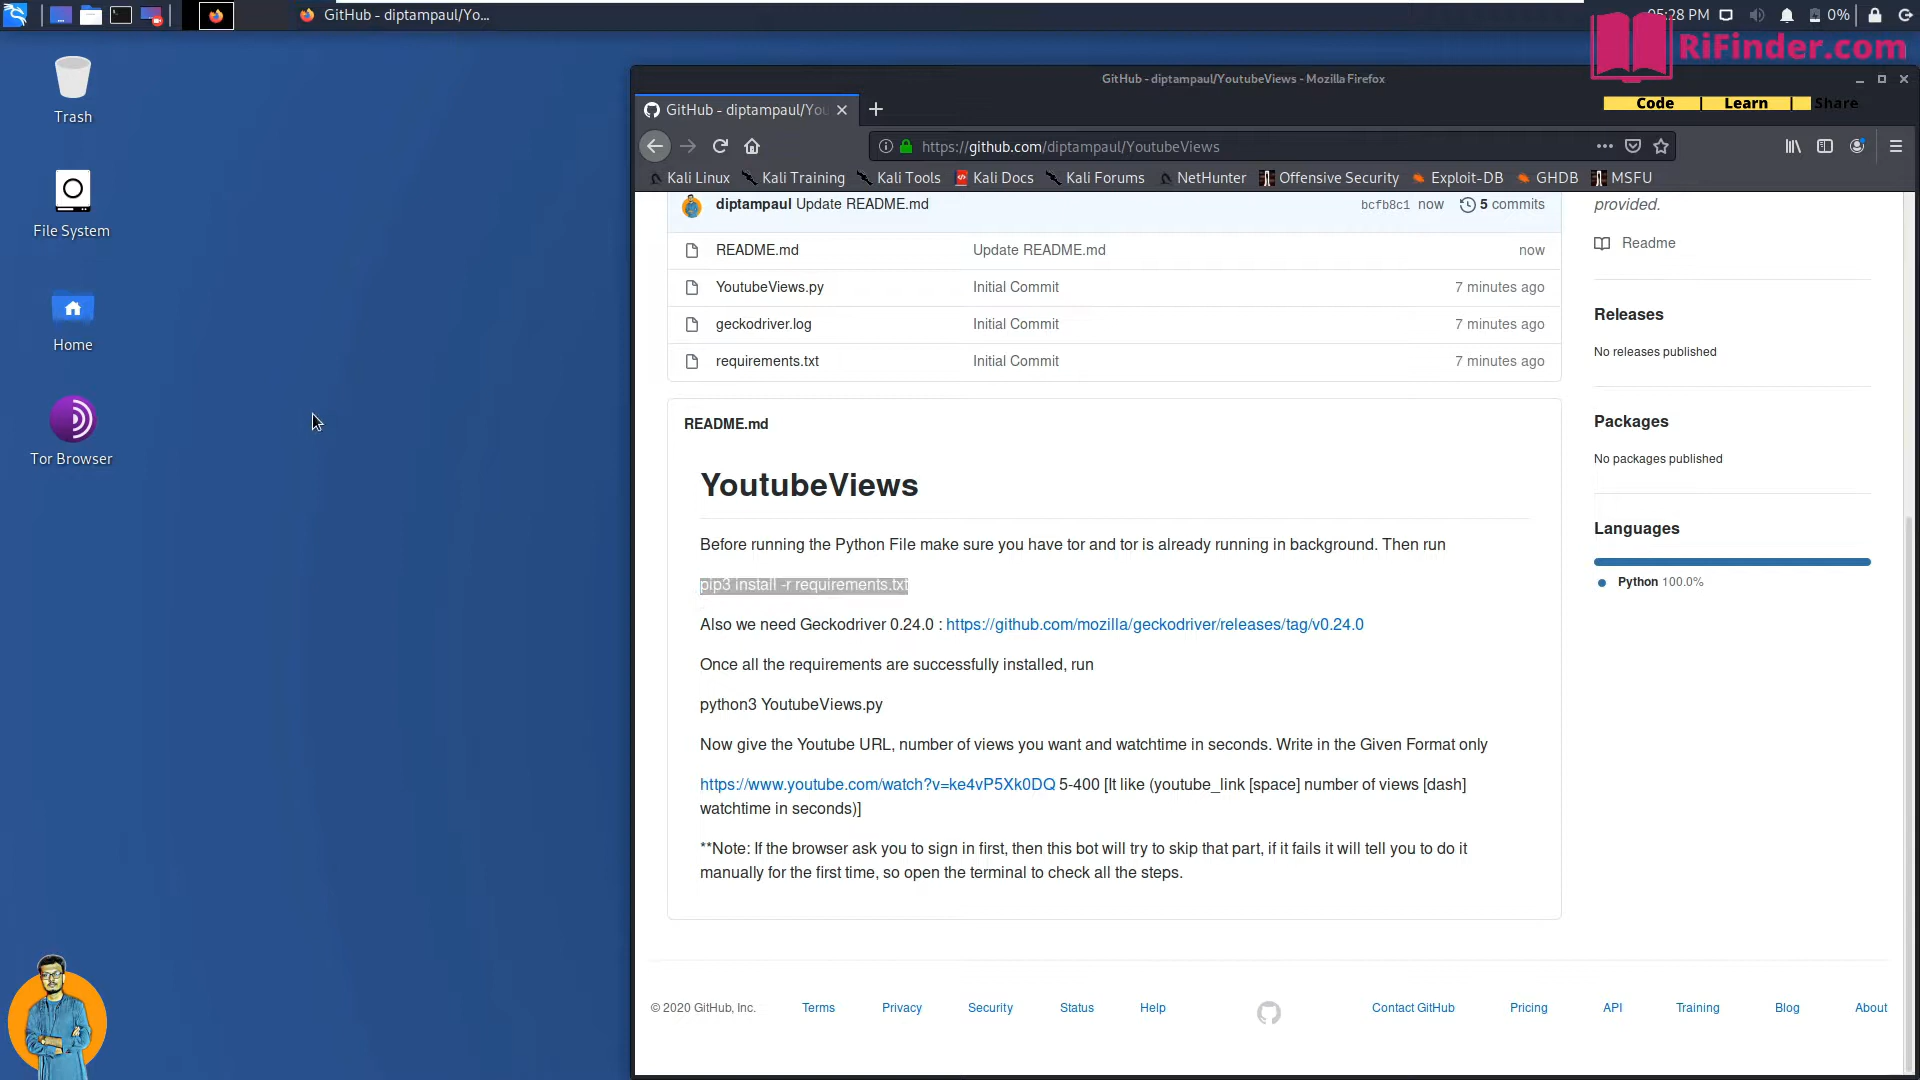 GitHub - diptampaul/Yo...
05:28 PM
0%
RiFinder.com
Trash
File System
Home
Tor Browser
GitHub - diptampaul/YoutubeViews - Mozilla Firefox
Code Learn Share
GitHub - diptampaul/You
https://github.com/diptampaul/YoutubeViews
Kali Linux Kali Training Kali Tools Kali Docs Kali Forums NetHunter Offensive Security Exploit-DB GHDB MSFU
diptampaul Update README.md bcfb8c1 now 5 commits
README.md Update README.md now
YoutubeViews.py Initial Commit 7 minutes ago
geckodriver.log Initial Commit 7 minutes ago
requirements.txt Initial Commit 7 minutes ago
README.md
YoutubeViews
Before running the Python File make sure you have tor and tor is already running in background. Then run
pip3 install -r requirements.txt
Also we need Geckodriver 0.24.0 : https://github.com/mozilla/geckodriver/releases/tag/v0.24.0
Once all the requirements are successfully installed, run
python3 YoutubeViews.py
Now give the Youtube URL, number of views you want and watchtime in seconds. Write in the Given Format only
https://www.youtube.com/watch?v=ke4vP5Xk0DQ 5-400 [It like (youtube_link [space] number of views [dash]
watchtime in seconds)]
**Note: If the browser ask you to sign in first, then this bot will try to skip that part, if it fails it will tell you to do it
manually for the first time, so open the terminal to check all the steps.
provided.
Readme
Releases
No releases published
Packages
No packages published
Languages
Python 100.0%
© 2020 GitHub, Inc. Terms Privacy Security Status Help Contact GitHub Pricing API Training Blog About